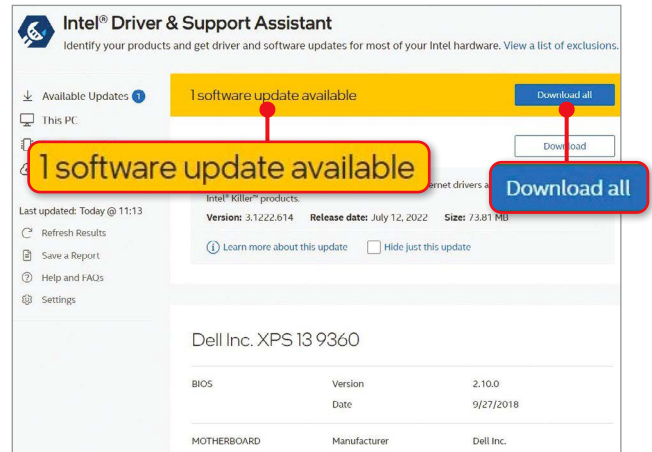 Intel® Driver & Support Assistant
Identify your products and get driver and software updates for most of your Intel hardware. View a list of exclusions.
Available Updates 1
This PC
Last updated: Today @ 11:13
Refresh Results
Save a Report
Help and FAQs
Settings
1 software update available
Download all
Download
1 software update available
Download all
ernet drivers a
Intel® Killer™ products.
Version: 3.1222.614 Release date: July 12, 2022 Size: 73.81 MB
Learn more about this update Hide just this update
Dell Inc. XPS 13 9360
BIOS Version 2.10.0
Date 9/27/2018
MOTHERBOARD Manufacturer Dell Inc.